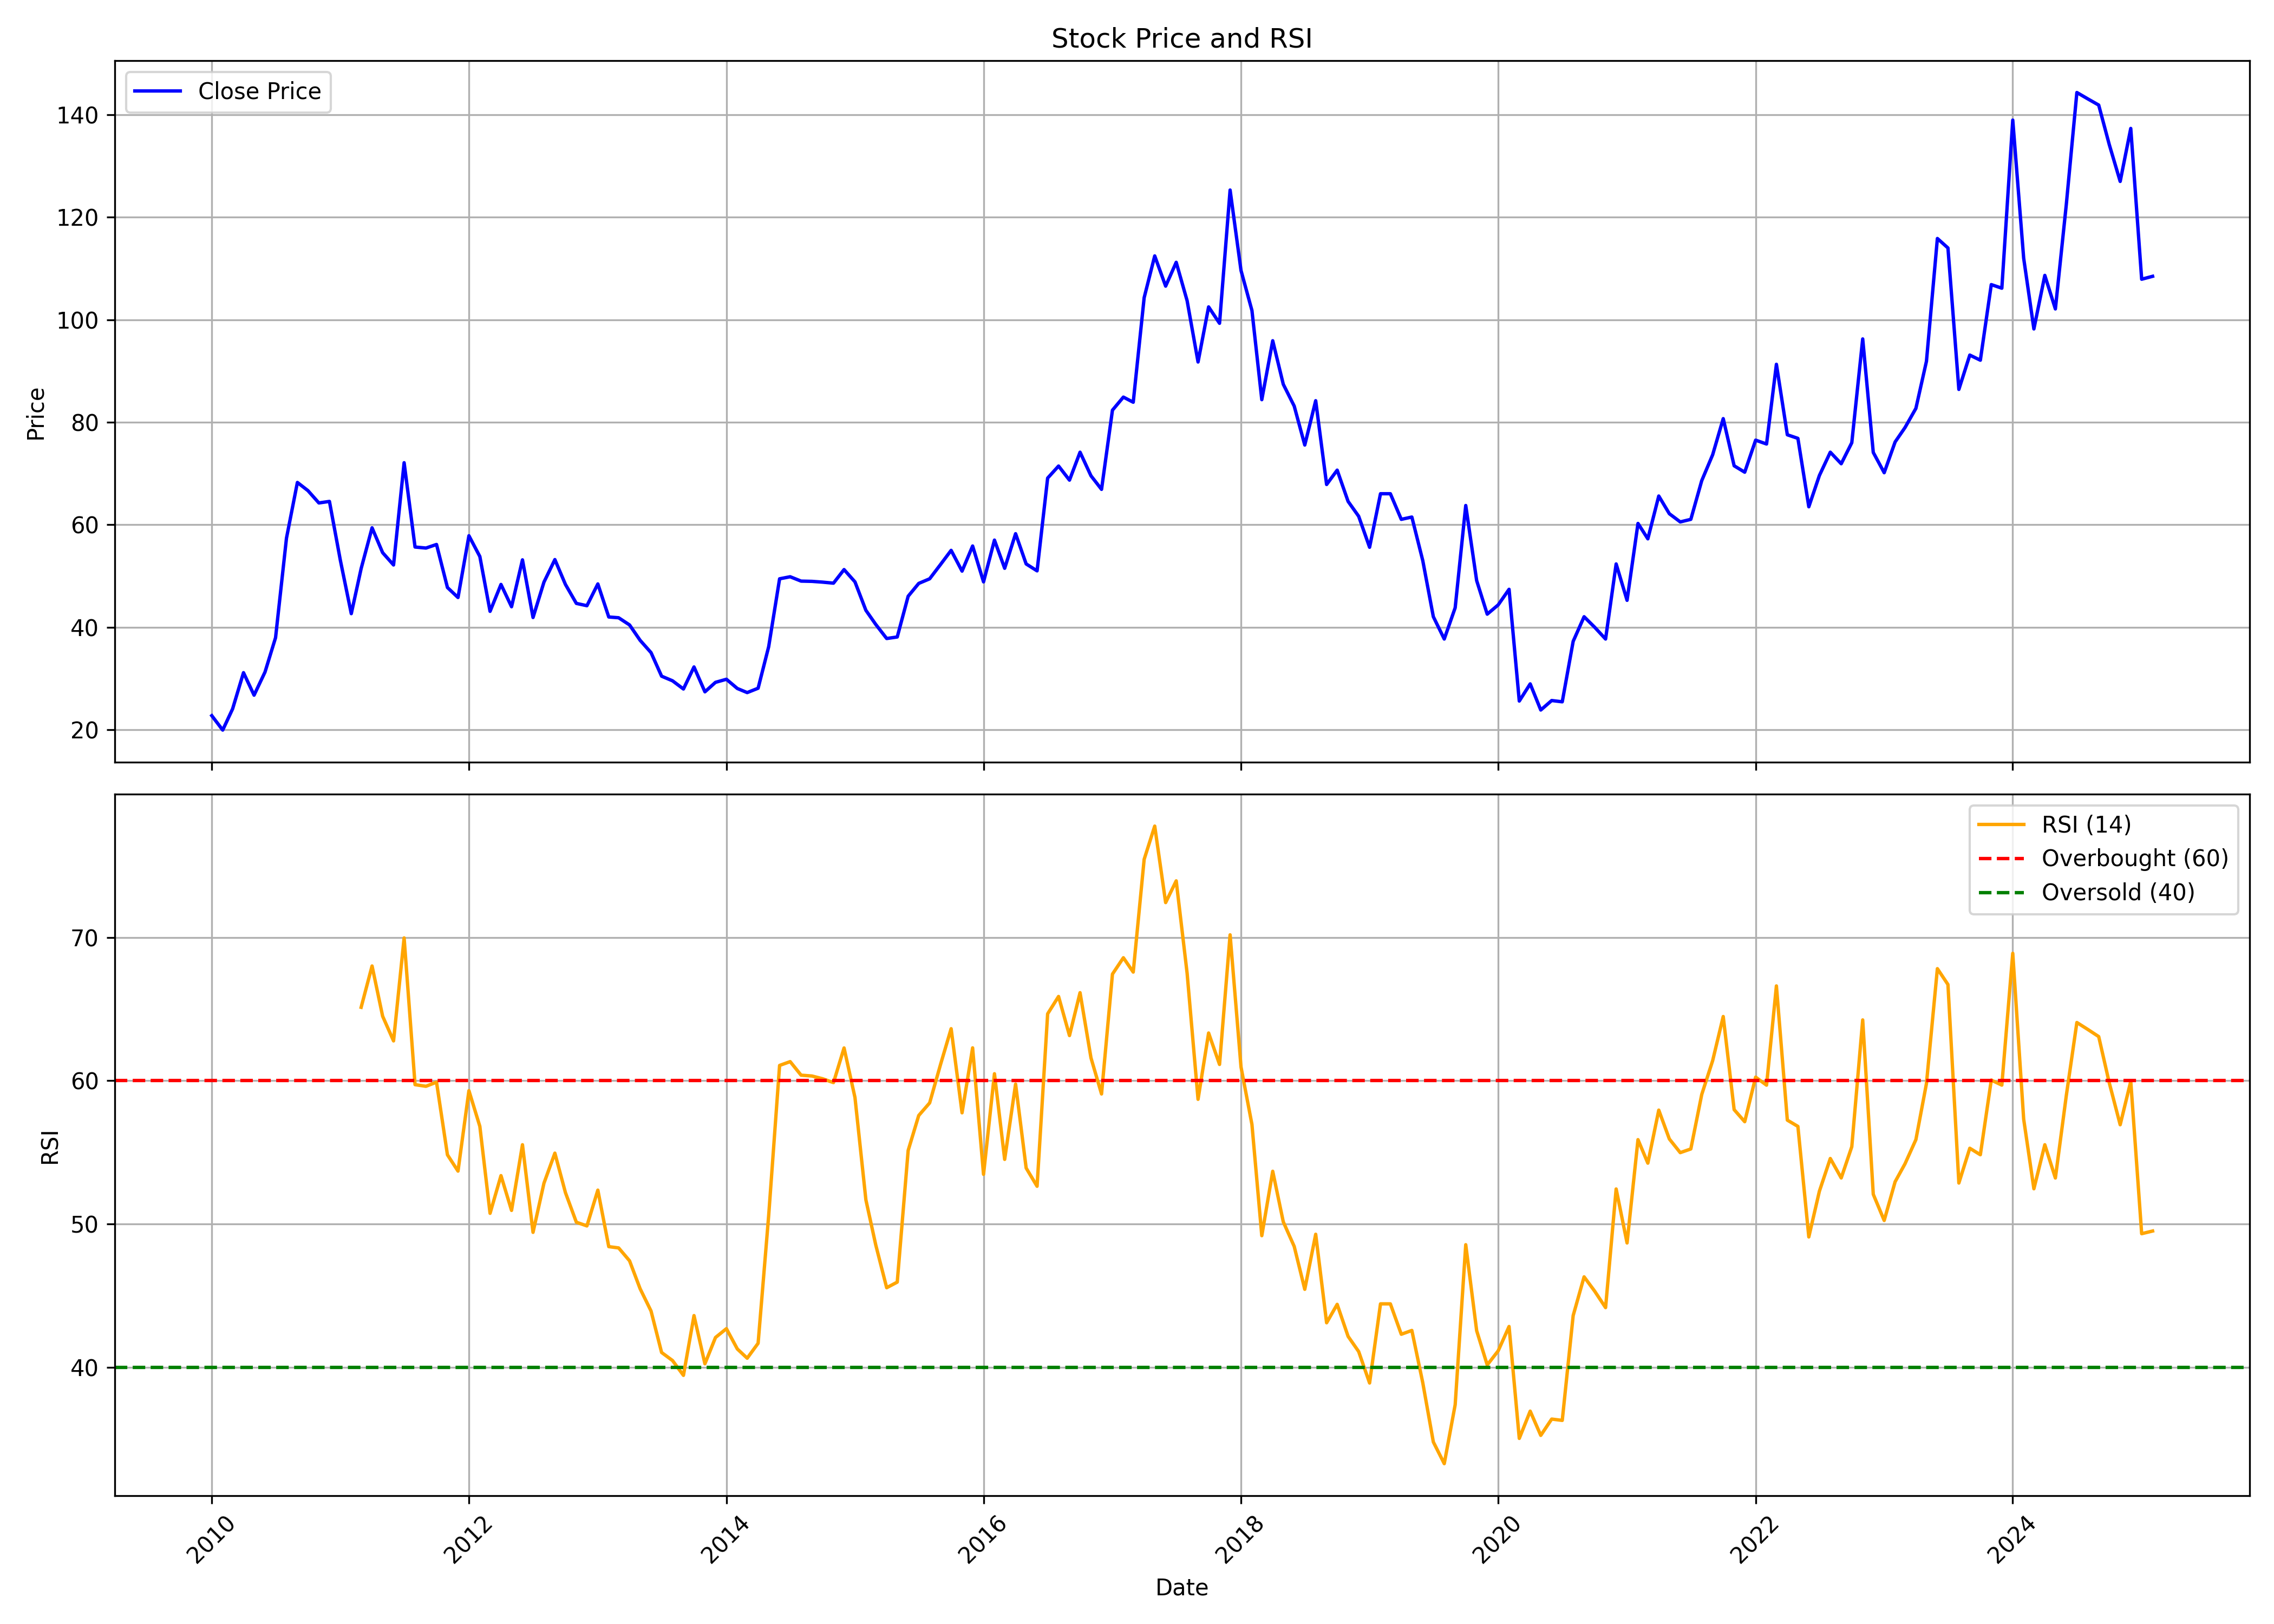 Stock Price and RSI
Close Price
140
120
100
80
60
40
20
Price
RSI (14)
Overbought (60)
Oversold (40)
70
60
50
40
RSI
2010
2012
2014
2016
2018
2020
2022
2024
Date